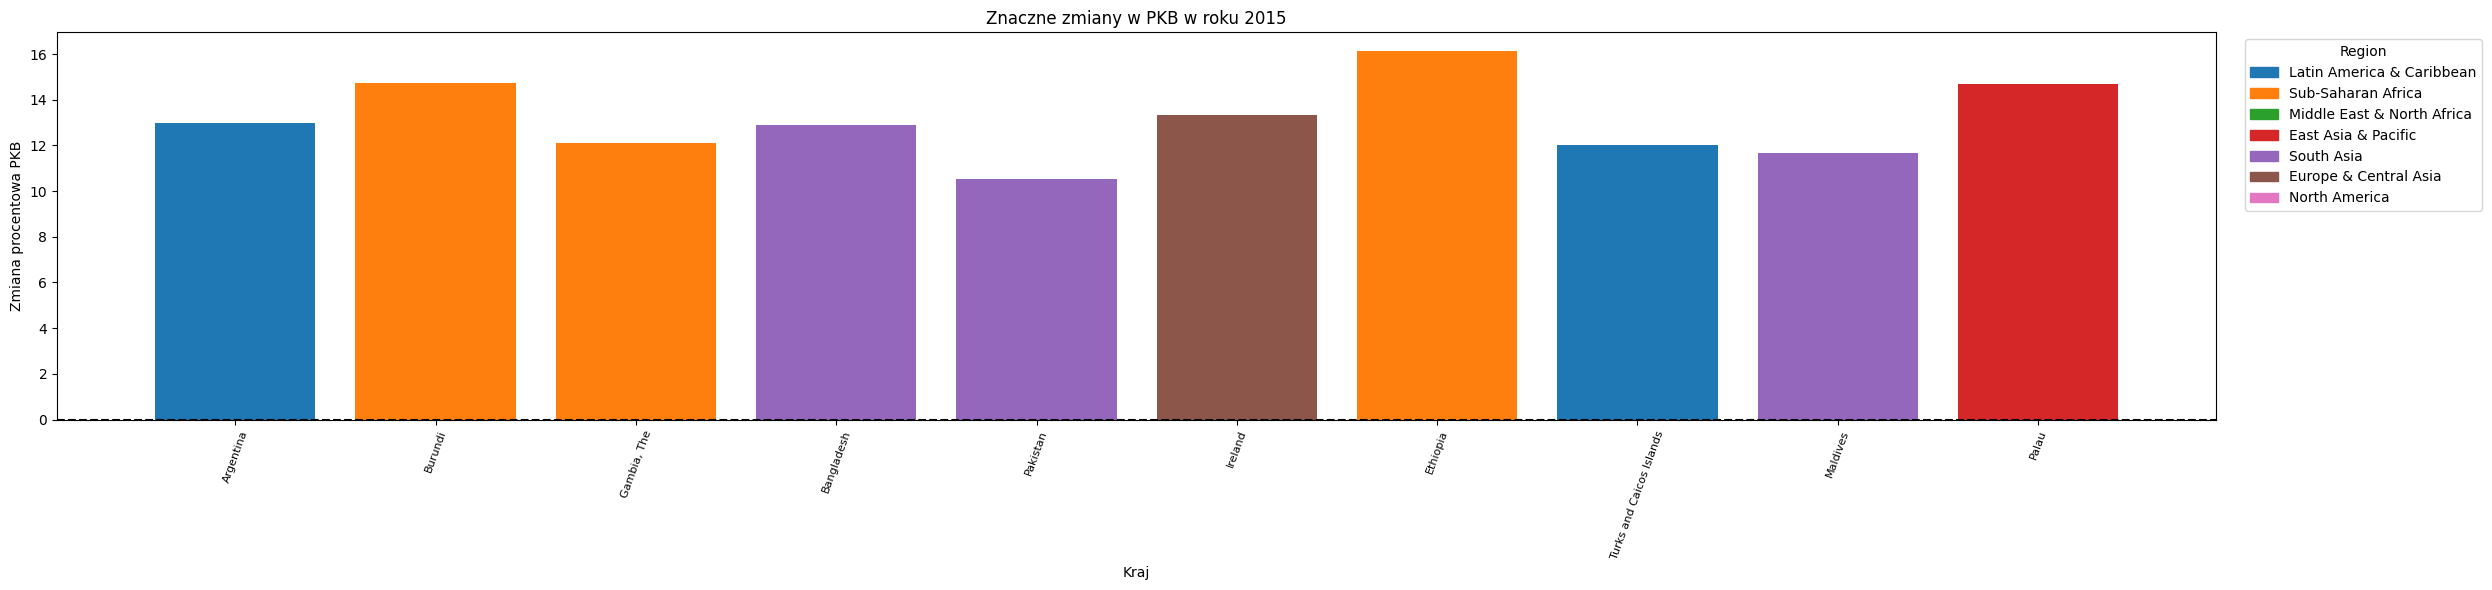 Znaczne zmiany w PKB w roku 2015
Zmiana procentowa PKB
16
14
12
10
8
6
4
2
0
Argentina
Burundi
Gambia, The
Bangladesh
Pakistan
Ireland
Ethiopia
Turks and Caicos Islands
Maldives
Palau
Kraj
Region
Latin America & Caribbean
Sub-Saharan Africa
Middle East & North Africa
East Asia & Pacific
South Asia
Europe & Central Asia
North America